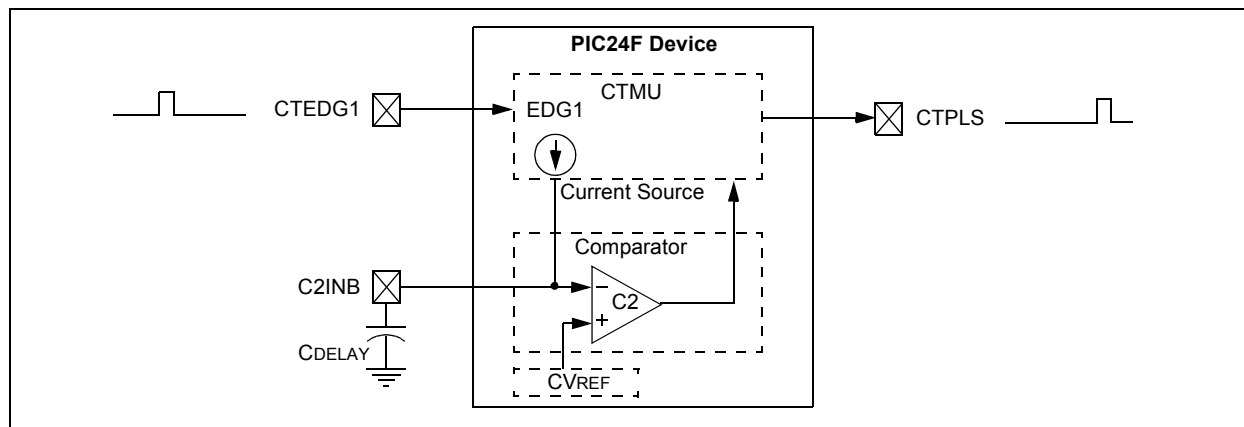 PIC24F Device
CTMU
CTEDG1
EDG1
CTPLS
Current Source
Comparator
C2INB
−
C2
+
CDELAY
CVREF